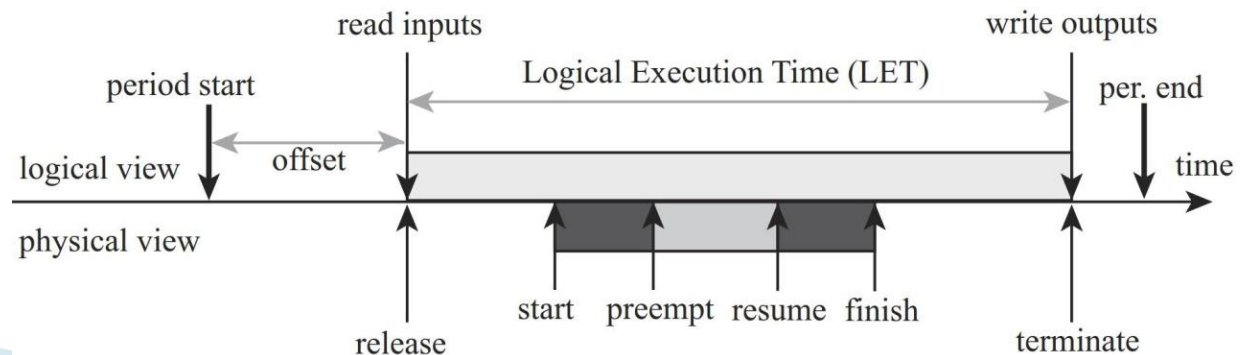 read inputs
write outputs
Logical Execution Time (LET)
period start
per. end
offset
logical view
time
physical view
start
preempt
resume
finish
release
terminate